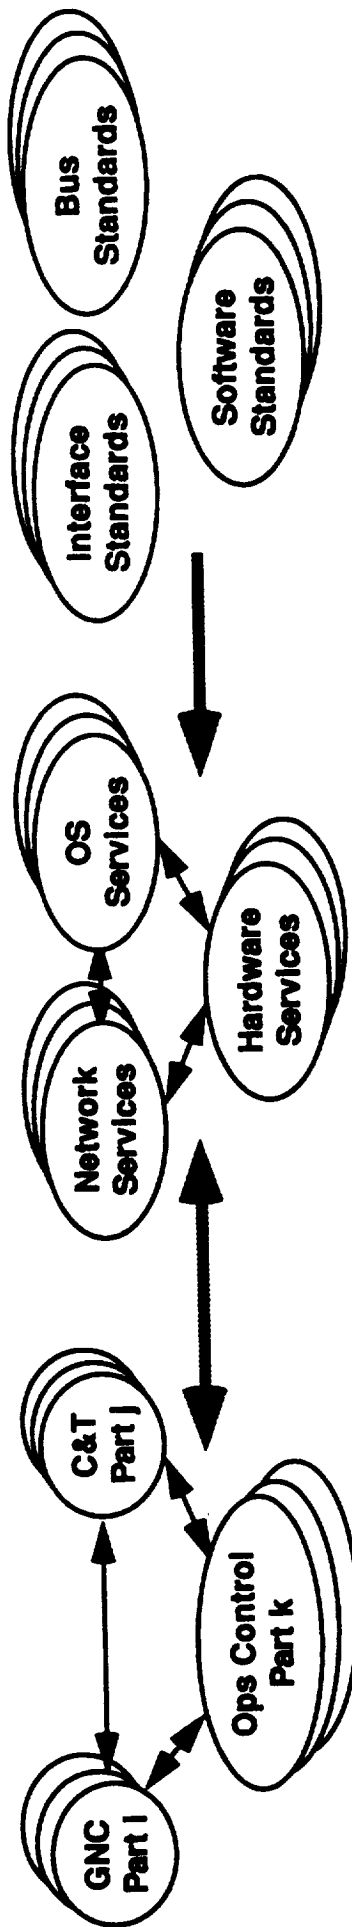 GNC
Part i
C&T
Part j
Ops Control
Part k
Network
Services
OS
Services
Hardware
Services
Interface
Standards
Bus
Standards
Software
Standards